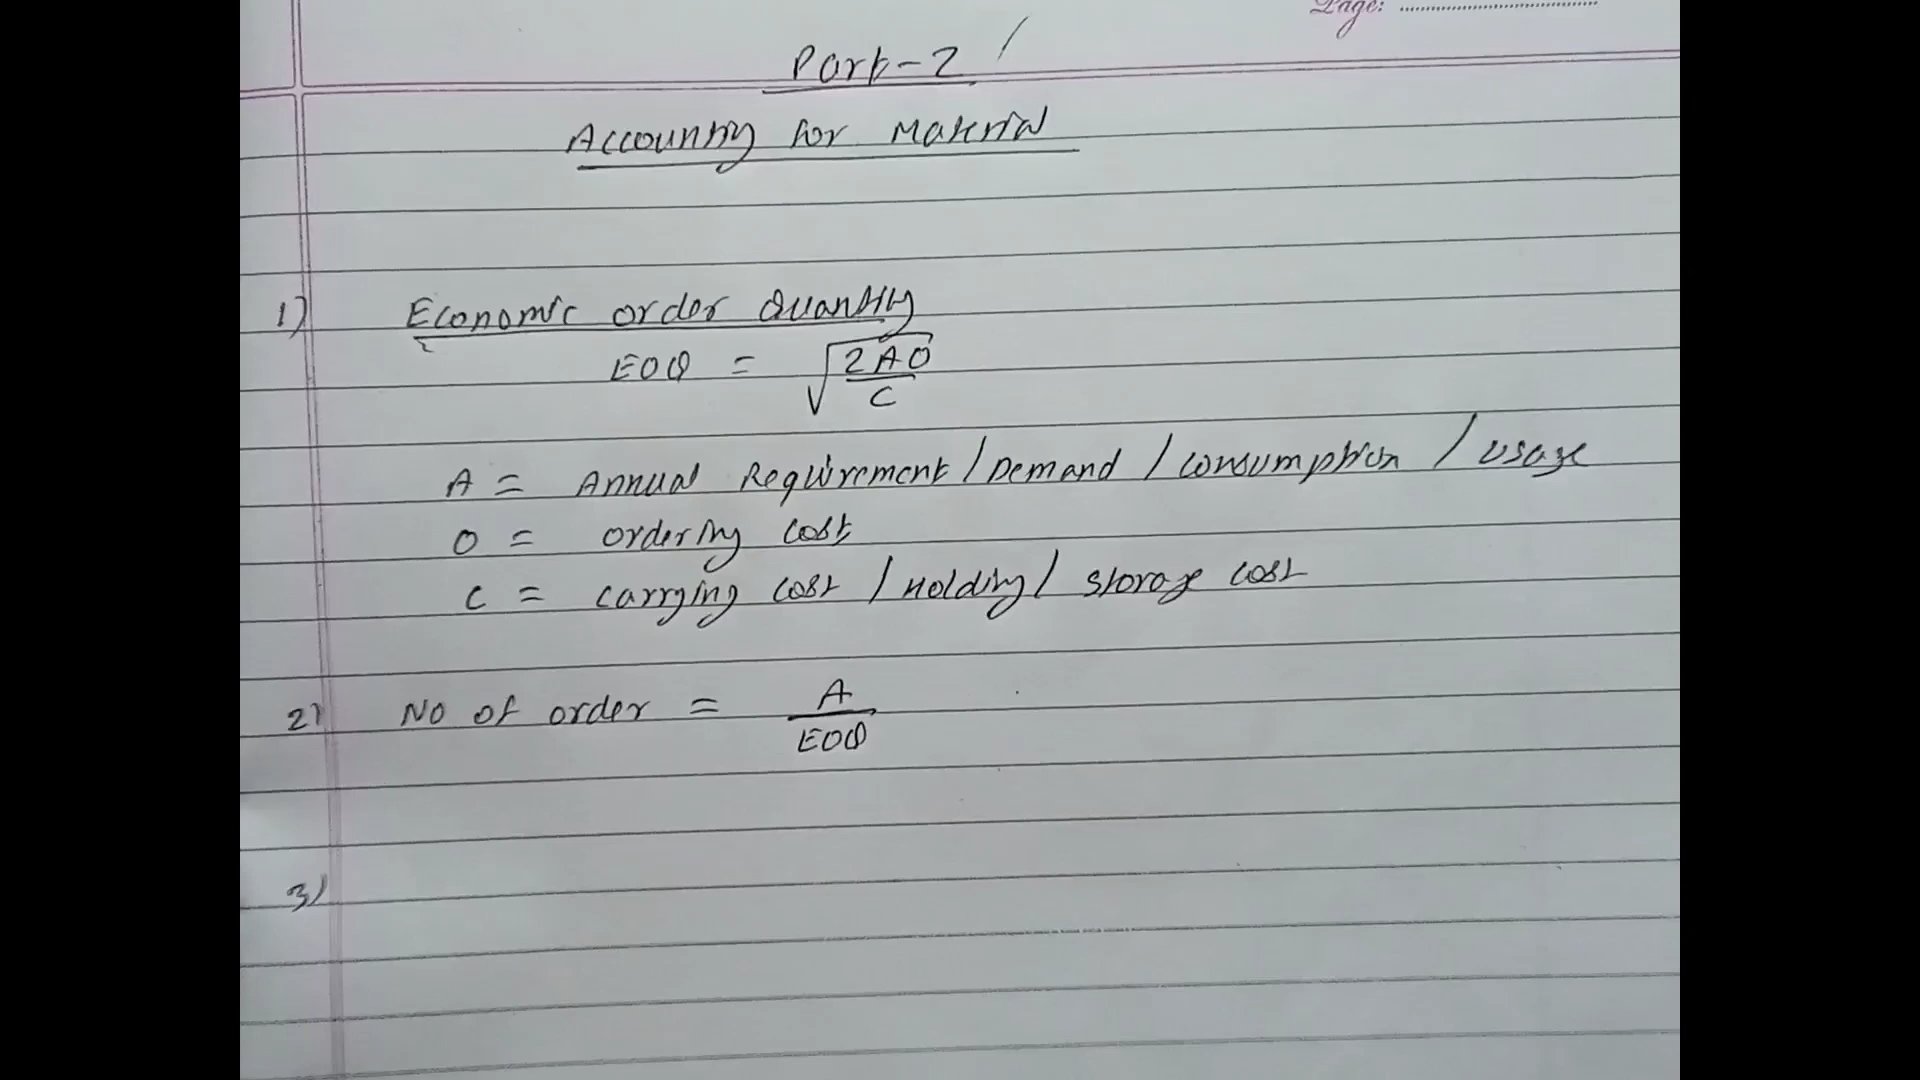 Page:
Part-2
Accounting for Material
1) Economic order Quantity
EOQ = √2AO/C
A = Annual Requirement / Demand / consumption / usage
O = ordering cost
C = carrying cost / Holding / storage cost
2) No of order = A/EOQ
3)